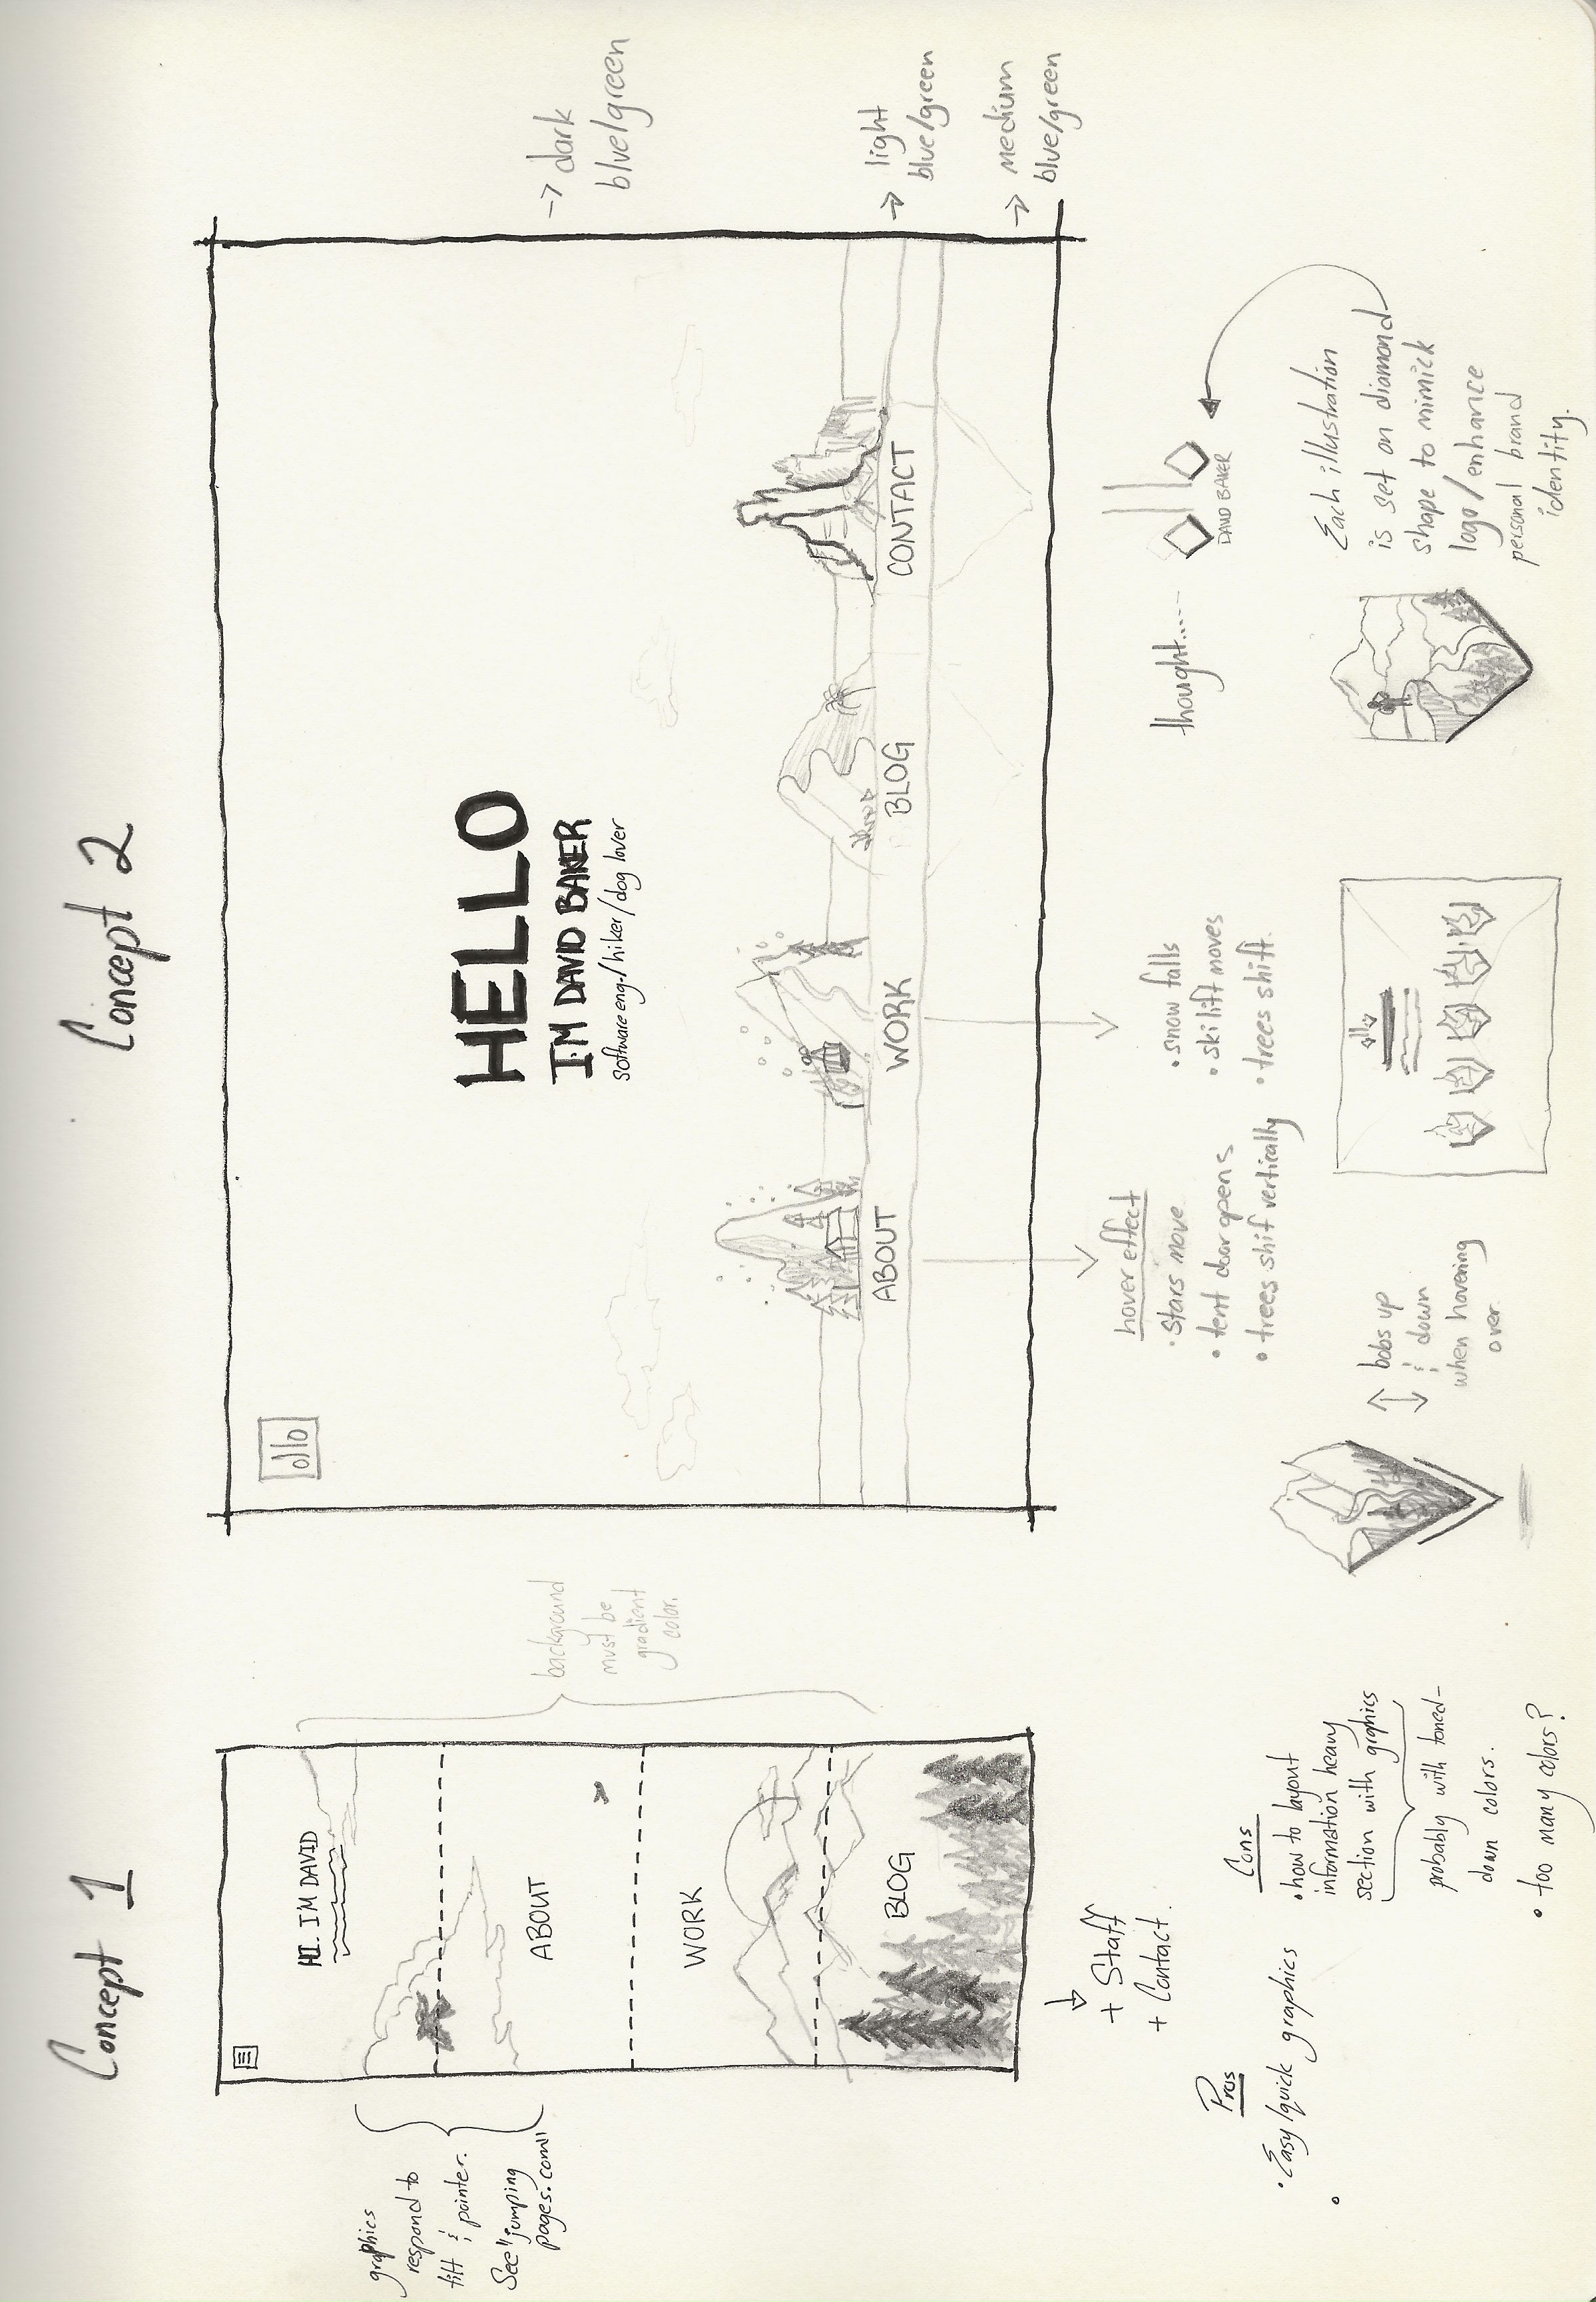 Concept 1
HI. I'M DAVID
graphics
respond to
tilt & pointer.
See "jumping
pages.com"
ABOUT
WORK
BLOG
background
must be
gradient
color.
+ Staff
+ Contact.
Pros
• Easy/quick graphics
•
Cons
• how to layout
information heavy
section with grphics
probably with toned-
down colors.
• too many colors?
Concept 2
ollo
HELLO
I'M DAVID BAKER
software eng./hiker/dog lover
ABOUT
WORK
BLOG
CONTACT
→ dark
blue/green
→ light
blue/green
→ medium
blue/green
hover effect
• stars move
• tent door opens
• trees shif vertically
• snow falls
• ski lift moves
• trees shift.
bobs up
& down
when hovering
over.
thought.....
DAVID BAKER
Each illustration
is set on diamond
shape to mimick
logo/enhance
personal brand
identity.